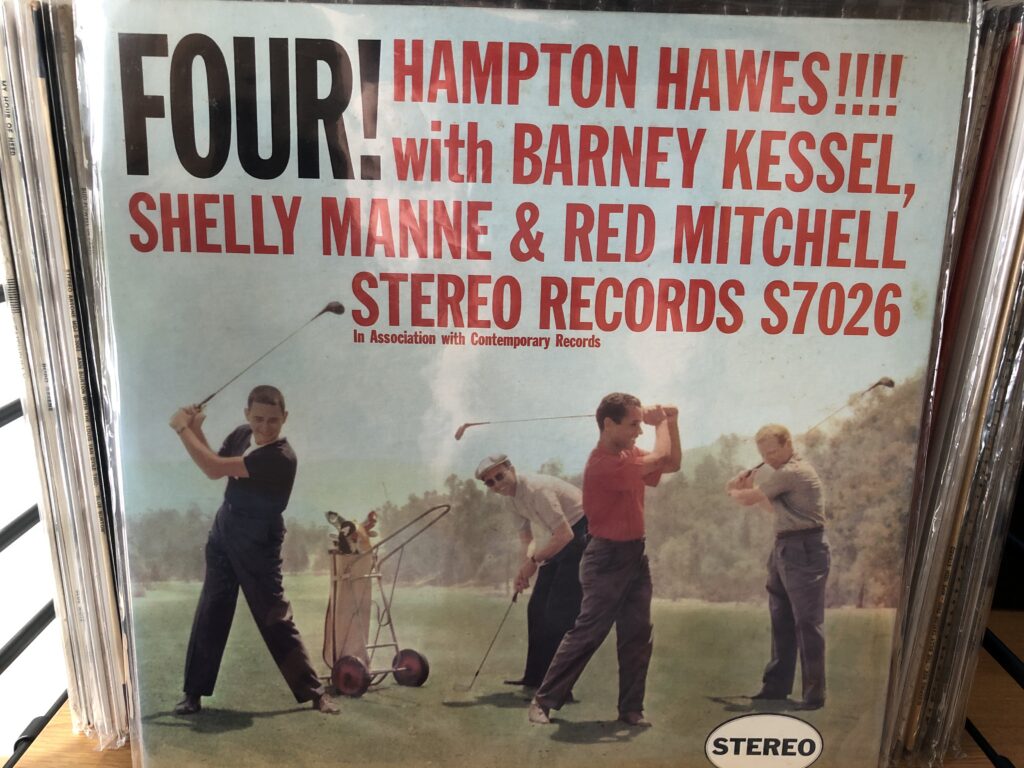 FOUR! HAMPTON HAWES!!!!
with BARNEY KESSEL,
SHELLY MANNE & RED MITCHELL
STEREO RECORDS S7026
In Association with Contemporary Records
STEREO